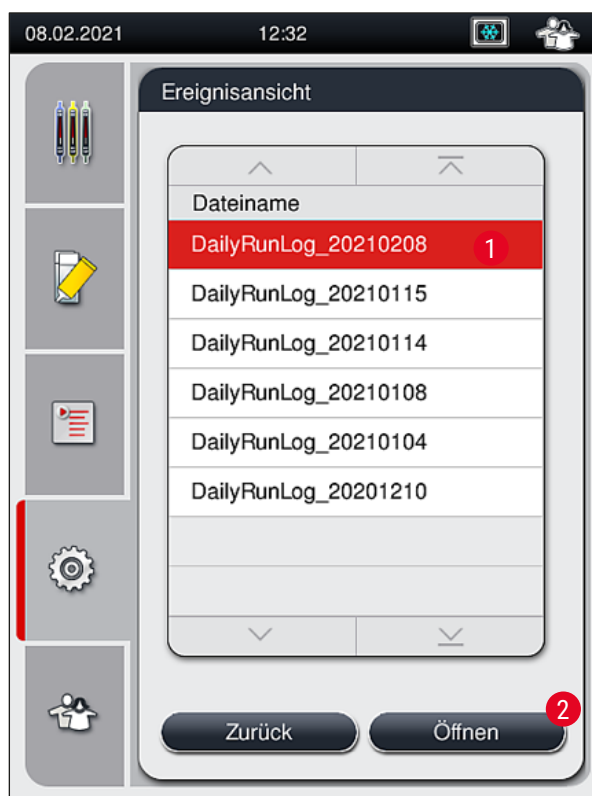 08.02.2021 12:32
Ereignisansicht
Dateiname
DailyRunLog_20210208 1
DailyRunLog_20210115
DailyRunLog_20210114
DailyRunLog_20210108
DailyRunLog_20210104
DailyRunLog_20201210
2
Zurück Öffnen